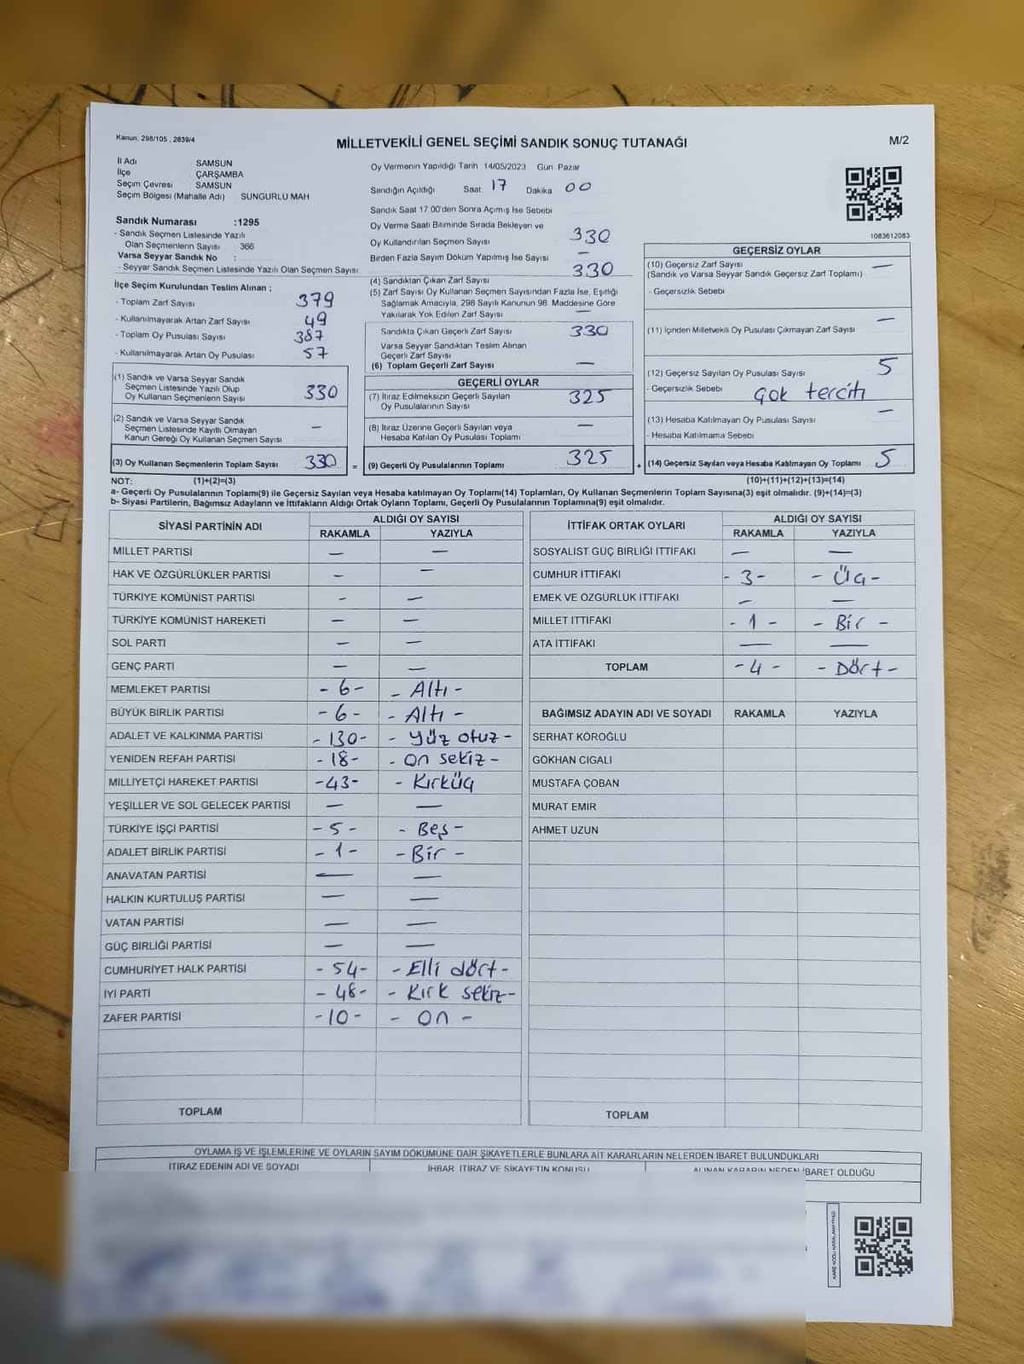 Kanun: 298/105 , 2839/4
MİLLETVEKİLİ GENEL SEÇİMİ SANDIK SONUÇ TUTANAĞI
M/2
İl Adı SAMSUN
İlçe ÇARŞAMBA
Seçim Çevresi SAMSUN
Seçim Bölgesi (Mahalle Adı) SUNGURLU MAH
Sandık Numarası :1295
- Sandık Seçmen Listesinde Yazılı
Olan Seçmenlerin Sayısı 366
Varsa Seyyar Sandık No :
- Seyyar Sandık Seçmen Listesinde Yazılı Olan Seçmen Sayısı:
İlçe Seçim Kurulundan Teslim Alınan ;
- Toplam Zarf Sayısı 379
- Kullanılmayarak Artan Zarf Sayısı 49
- Toplam Oy Pusulası Sayısı 387
- Kullanılmayarak Artan Oy Pusulası 57
(1) Sandık ve Varsa Seyyar Sandık
Seçmen Listesinde Yazılı Olup
Oy Kullanan Seçmenlerin Sayısı 330
(2) Sandık ve Varsa Seyyar Sandık
Seçmen Listesinde Kayıtlı Olmayan
Kanun Gereği Oy Kullanan Seçmen Sayısı —
(3) Oy Kullanan Seçmenlerin Toplam Sayısı 330 =
Oy Vermenin Yapıldığı Tarih 14/05/2023 Gün Pazar
Sandığın Açıldığı Saat: 17 Dakika 00
Sandık Saat 17:00'den Sonra Açımış İse Sebebi
Oy Verme Saati Bitiminde Sırada Bekleyen ve
Oy Kullandırılan Seçmen Sayısı 330
Birden Fazla Sayım Döküm Yapılmış İse Sayısı —
(4) Sandıktan Çıkan Zarf Sayısı 330
(5) Zarf Sayısı Oy Kullanan Seçmen Sayısından Fazla İse, Eşitliği
Sağlamak Amacıyla, 298 Sayılı Kanunun 98. Maddesine Göre
Yakılarak Yok Edilen Zarf Sayısı —
Sandıkta Çıkan Geçerli Zarf Sayısı 330
Varsa Seyyar Sandıktan Teslim Alınan
Geçerli Zarf Sayısı
(6) Toplam Geçerli Zarf Sayısı —
GEÇERLİ OYLAR
(7) İtiraz Edilmeksizin Geçerli Sayılan
Oy Pusulalarının Sayısı 325
(8) İtiraz Üzerine Geçerli Sayılan veya
Hesaba Katılan Oy Pusulası Toplamı —
(9) Geçerli Oy Pusulalarının Toplamı 325 +
1083612083
GEÇERSİZ OYLAR
(10) Geçersiz Zarf Sayısı —
(Sandık ve Varsa Seyyar Sandık Geçersiz Zarf Toplamı)
- Geçersizlik Sebebi
(11) İçinden Milletvekili Oy Pusulası Çıkmayan Zarf Sayısı —
(12) Geçersiz Sayılan Oy Pusulası Sayısı 5
- Geçersizlik Sebebi Çok tercih
(13) Hesaba Katılmayan Oy Pusulası Sayısı —
- Hesaba Katılmama Sebebi
(14) Geçersiz Sayılan veya Hesaba Katılmayan Oy Toplamı 5
NOT: (1)+(2)=(3) (10)+(11)+(12)+(13)=(14)
a- Geçerli Oy Pusulalarının Toplamı(9) ile Geçersiz Sayılan veya Hesaba katılmayan Oy Toplamı(14) Toplamları, Oy Kullanan Seçmenlerin Toplam Sayısına(3) eşit olmalıdır. (9)+(14)=(3)
b- Siyasi Partilerin, Bağımsız Adayların ve İttifakların Aldığı Ortak Oyların Toplamı, Geçerli Oy Pusulalarının Toplamına(9) eşit olmalıdır.
SİYASİ PARTİNİN ADI ALDIĞI OY SAYISI
RAKAMLA YAZIYLA
MİLLET PARTİSİ — —
HAK VE ÖZGÜRLÜKLER PARTİSİ — —
TÜRKİYE KOMÜNİST PARTİSİ - —
TÜRKİYE KOMÜNİST HAREKETİ — —
SOL PARTİ — —
GENÇ PARTİ — —
MEMLEKET PARTİSİ - 6 - - Altı -
BÜYÜK BİRLİK PARTİSİ - 6 - - Altı -
ADALET VE KALKINMA PARTİSİ - 130 - - Yüz otuz -
YENİDEN REFAH PARTİSİ - 18 - - On sekiz -
MİLLİYETÇİ HAREKET PARTİSİ - 43 - - Kırküç
YEŞİLLER VE SOL GELECEK PARTİSİ — —
TÜRKİYE İŞÇİ PARTİSİ - 5 - - Beş -
ADALET BİRLİK PARTİSİ - 1 - - Bir -
ANAVATAN PARTİSİ — —
HALKIN KURTULUŞ PARTİSİ — —
VATAN PARTİSİ — —
GÜÇ BİRLİĞİ PARTİSİ — —
CUMHURİYET HALK PARTİSİ - 54 - - Elli dört -
İYİ PARTİ - 48 - - Kırk sekiz -
ZAFER PARTİSİ - 10 - - On -
TOPLAM
İTTİFAK ORTAK OYLARI ALDIĞI OY SAYISI
RAKAMLA YAZIYLA
SOSYALİST GÜÇ BİRLİĞİ İTTİFAKI — —
CUMHUR İTTİFAKI - 3 - - Üç -
EMEK VE ÖZGÜRLÜK İTTİFAKI — —
MİLLET İTTİFAKI - 1 - - Bir -
ATA İTTİFAKI — —
TOPLAM - 4 - - Dört -
BAĞIMSIZ ADAYIN ADI VE SOYADI RAKAMLA YAZIYLA
SERHAT KÖROĞLU
GÖKHAN CIGALI
MUSTAFA ÇOBAN
MURAT EMİR
AHMET UZUN
TOPLAM
OYLAMA İŞ VE İŞLEMLERİNE VE OYLARIN SAYIM DÖKÜMÜNE DAİR ŞİKAYETLERLE BUNLARA AİT KARARLARIN NELERDEN İBARET BULUNDUKLARI
İTİRAZ EDENİN ADI VE SOYADI İHBAR, İTİRAZ VE ŞİKAYETİN KONUSU ALINAN KARARIN NEDEN İBARET OLDUĞU